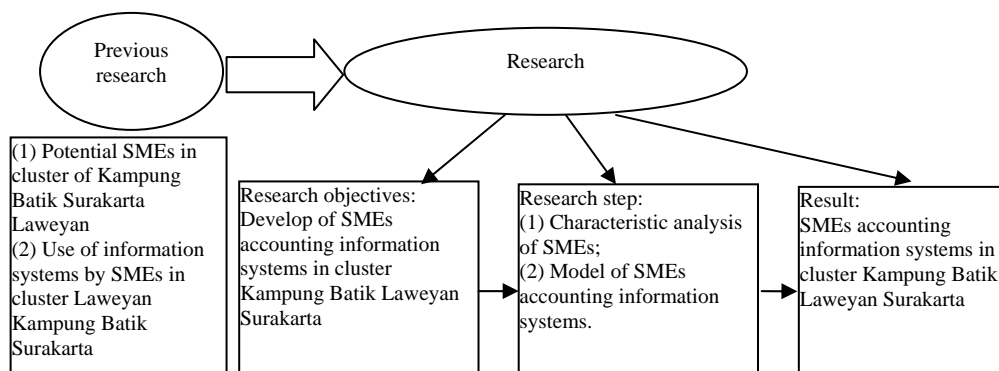 Previous
research
Research
(1) Potential SMEs in
cluster of Kampung
Batik Surakarta
Laweyan
(2) Use of information
systems by SMEs in
cluster Laweyan
Kampung Batik
Surakarta
Research objectives:
Develop of SMEs
accounting information
systems in cluster
Kampung Batik Laweyan
Surakarta
Research step:
(1) Characteristic analysis
of SMEs;
(2) Model of SMEs
accounting information
systems.
Result:
SMEs accounting
information systems in
cluster Kampung Batik
Laweyan Surakarta